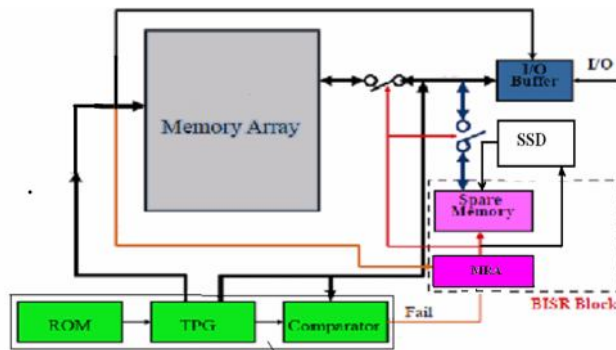 I/O
I/O
Buffer
Memory Array
SSD
Spare
Memory
MRA
BISR Block
Fail
ROM
TPG
Comparator